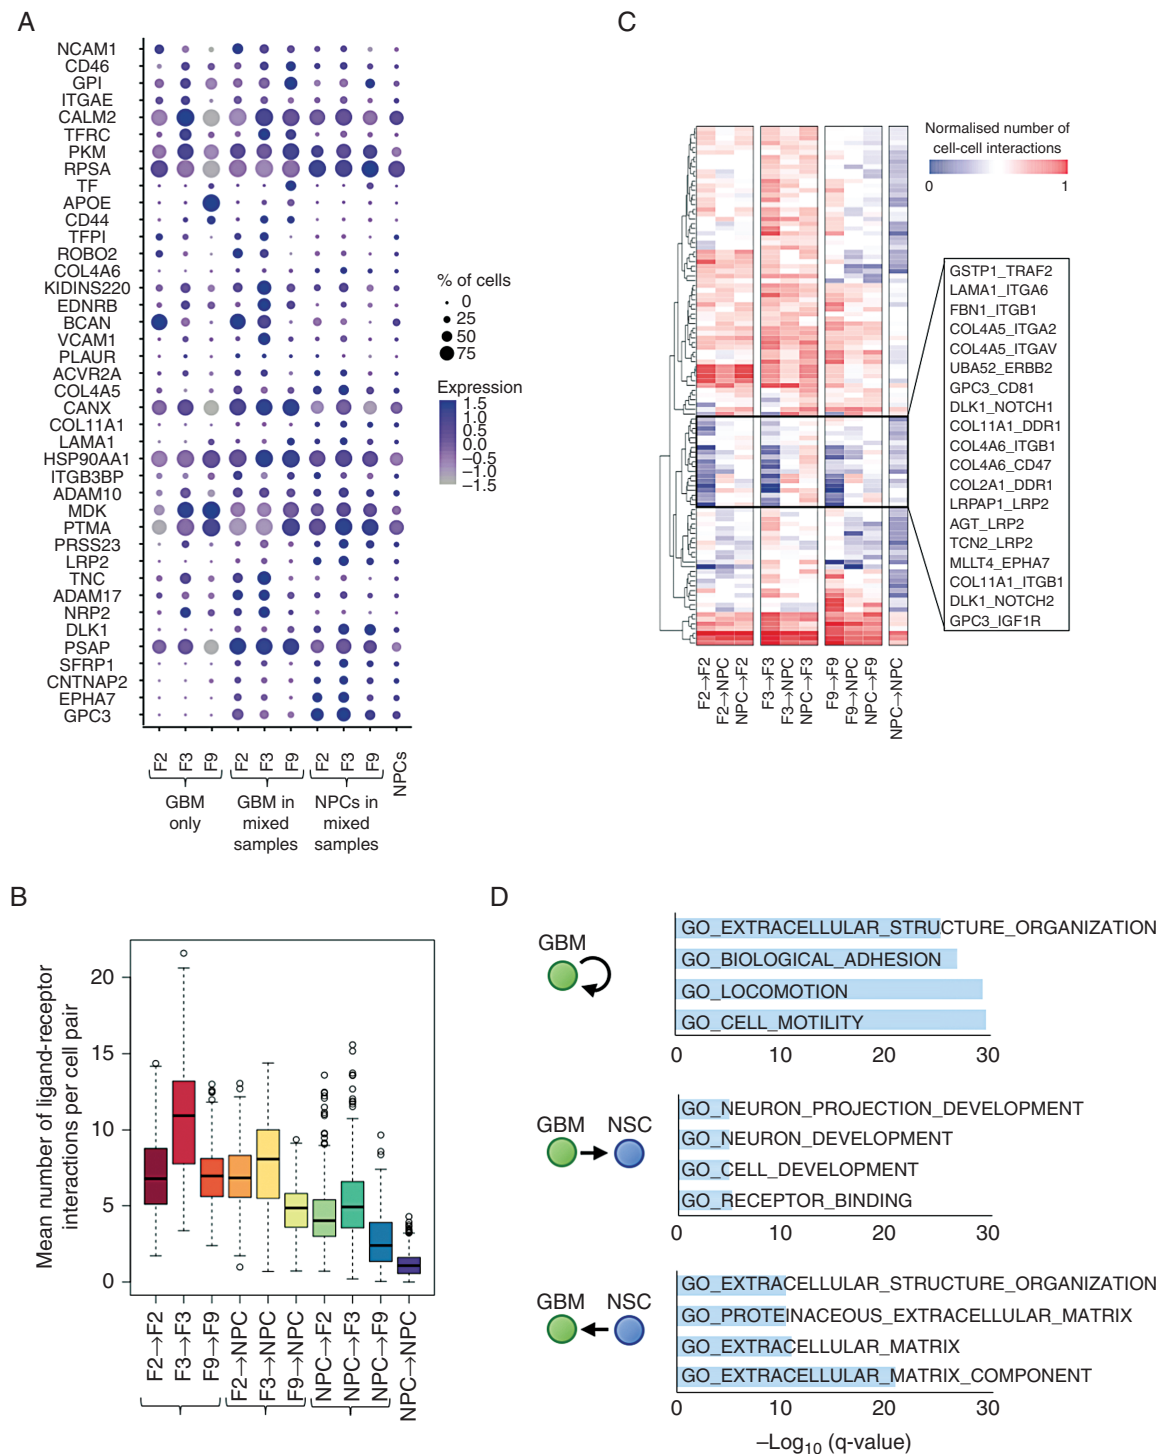 A
NCAM1
CD46
GPI
ITGAE
CALM2
TFRC
PKM
RPSA
TF
APOE
CD44
TFPI
ROBO2
COL4A6
KIDINS220
EDNRB
BCAN
VCAM1
PLAUR
ACVR2A
COL4A5
CANX
COL11A1
LAMA1
HSP90AA1
ITGB3BP
ADAM10
MDK
PTMA
PRSS23
LRP2
TNC
ADAM17
NRP2
DLK1
PSAP
SFRP1
CNTNAP2
EPHA7
GPC3
F2
F3
F9
F2
F3
F9
F2
F3
F9
NPCs
GBM
only
GBM in
mixed
samples
NPCs in
mixed
samples
% of cells
0
25
50
75
Expression
1.5
1.0
0.5
0.0
−0.5
−1.0
−1.5
C
Normalised number of
cell-cell interactions
0 1
GSTP1_TRAF2
LAMA1_ITGA6
FBN1_ITGB1
COL4A5_ITGA2
COL4A5_ITGAV
UBA52_ERBB2
GPC3_CD81
DLK1_NOTCH1
COL11A1_DDR1
COL4A6_ITGB1
COL4A6_CD47
COL2A1_DDR1
LRPAP1_LRP2
AGT_LRP2
TCN2_LRP2
MLLT4_EPHA7
COL11A1_ITGB1
DLK1_NOTCH2
GPC3_IGF1R
F2→F2
F2→NPC
NPC→F2
F3→F3
F3→NPC
NPC→F3
F9→F9
F9→NPC
NPC→F9
NPC→NPC
B
Mean number of ligand-receptor
interactions per cell pair
20
15
10
5
0
F2→F2
F3→F3
F9→F9
F2→NPC
F3→NPC
F9→NPC
NPC→F2
NPC→F3
NPC→F9
NPC→NPC
D
GBM
GO_EXTRACELLULAR_STRUCTURE_ORGANIZATION
GO_BIOLOGICAL_ADHESION
GO_LOCOMOTION
GO_CELL_MOTILITY
0 10 20 30
GBM NSC
GO_NEURON_PROJECTION_DEVELOPMENT
GO_NEURON_DEVELOPMENT
GO_CELL_DEVELOPMENT
GO_RECEPTOR_BINDING
0 10 20 30
GBM NSC
GO_EXTRACELLULAR_STRUCTURE_ORGANIZATION
GO_PROTEINACEOUS_EXTRACELLULAR_MATRIX
GO_EXTRACELLULAR_MATRIX
GO_EXTRACELLULAR_MATRIX_COMPONENT
0 10 20 30
−Log10 (q-value)